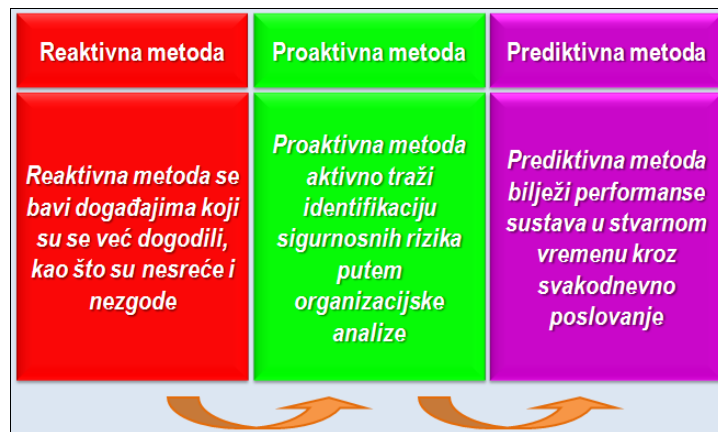 Reaktivna metoda
Proaktivna metoda
Prediktivna metoda
Reaktivna metoda se
bavi događajima koji
su se već dogodili,
kao što su nesreće i
nezgode
Proaktivna metoda
aktivno traži
identifikaciju
sigurnosnih rizika
putem
organizacijske
analize
Prediktivna metoda
bilježi performanse
sustava u stvarnom
vremenu kroz
svakodnevno
poslovanje